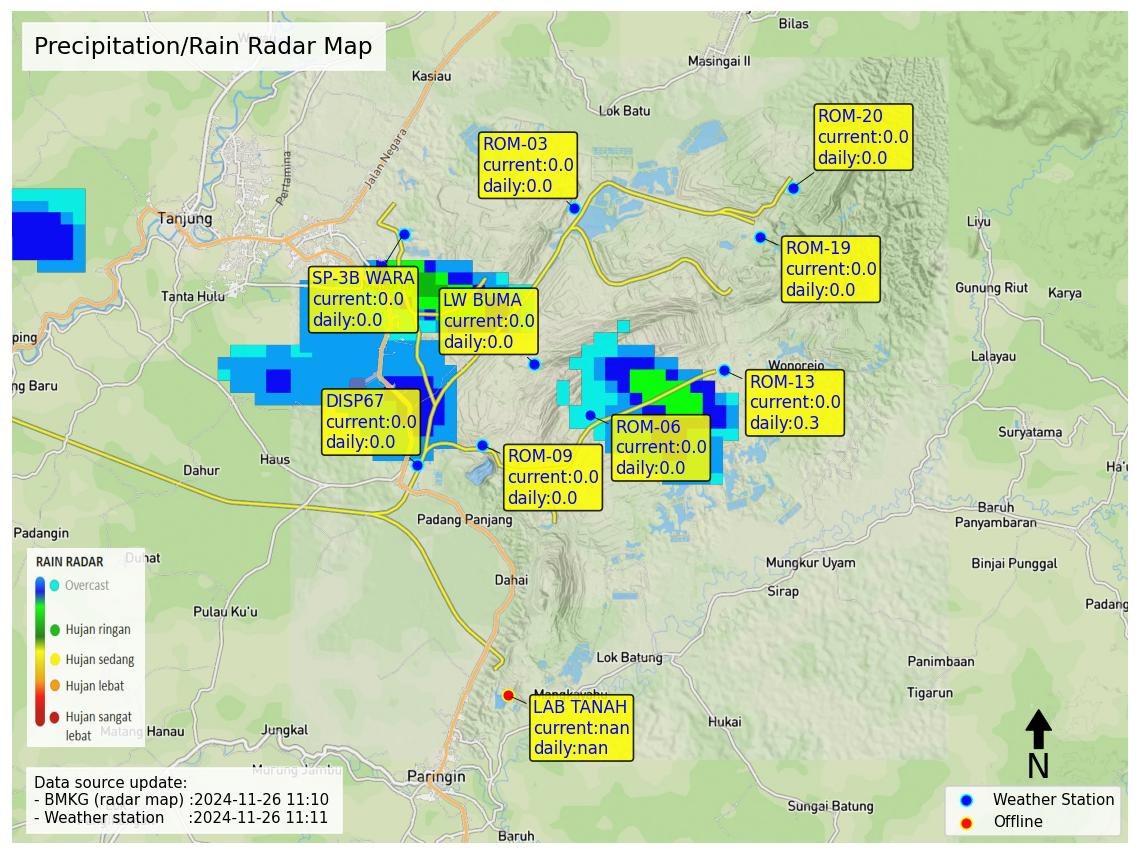 Precipitation/Rain Radar Map
Bilas
Masingai II
Kasiau
Lok Batu
ROM-20
current:0.0
daily:0.0
ROM-03
current:0.0
daily:0.0
Jalan Negara
Pertamina
Tanjung
Liyu
ROM-19
current:0.0
daily:0.0
SP-3B WARA
current:0.0
daily:0.0
LW BUMA
current:0.0
daily:0.0
Tanta Hulu
Gunung Riut
Karya
ping
Lalayau
Wonorejo
ng Baru
ROM-13
current:0.0
daily:0.3
DISP67
current:0.0
daily:0.0
ROM-06
current:0.0
daily:0.0
Suryatama
ROM-09
current:0.0
daily:0.0
Haus
Dahur
Ha'u
Baruh
Panyambaran
Padang Panjang
Padangin
Duhat
Mungkur Uyam
Binjai Punggal
Dahai
Sirap
Padang
Pulau Ku'u
RAIN RADAR
Overcast
Hujan ringan
Hujan sedang
Hujan lebat
Hujan sangat
lebat
Lok Batung
Panimbaan
Tigarun
LAB TANAH
current:nan
daily:nan
Hukai
Manau
Jungkal
Paringin
Sungai Batung
Baruh
N
Data source update:
- BMKG (radar map) :2024-11-26 11:10
- Weather station :2024-11-26 11:11
Weather Station
Offline